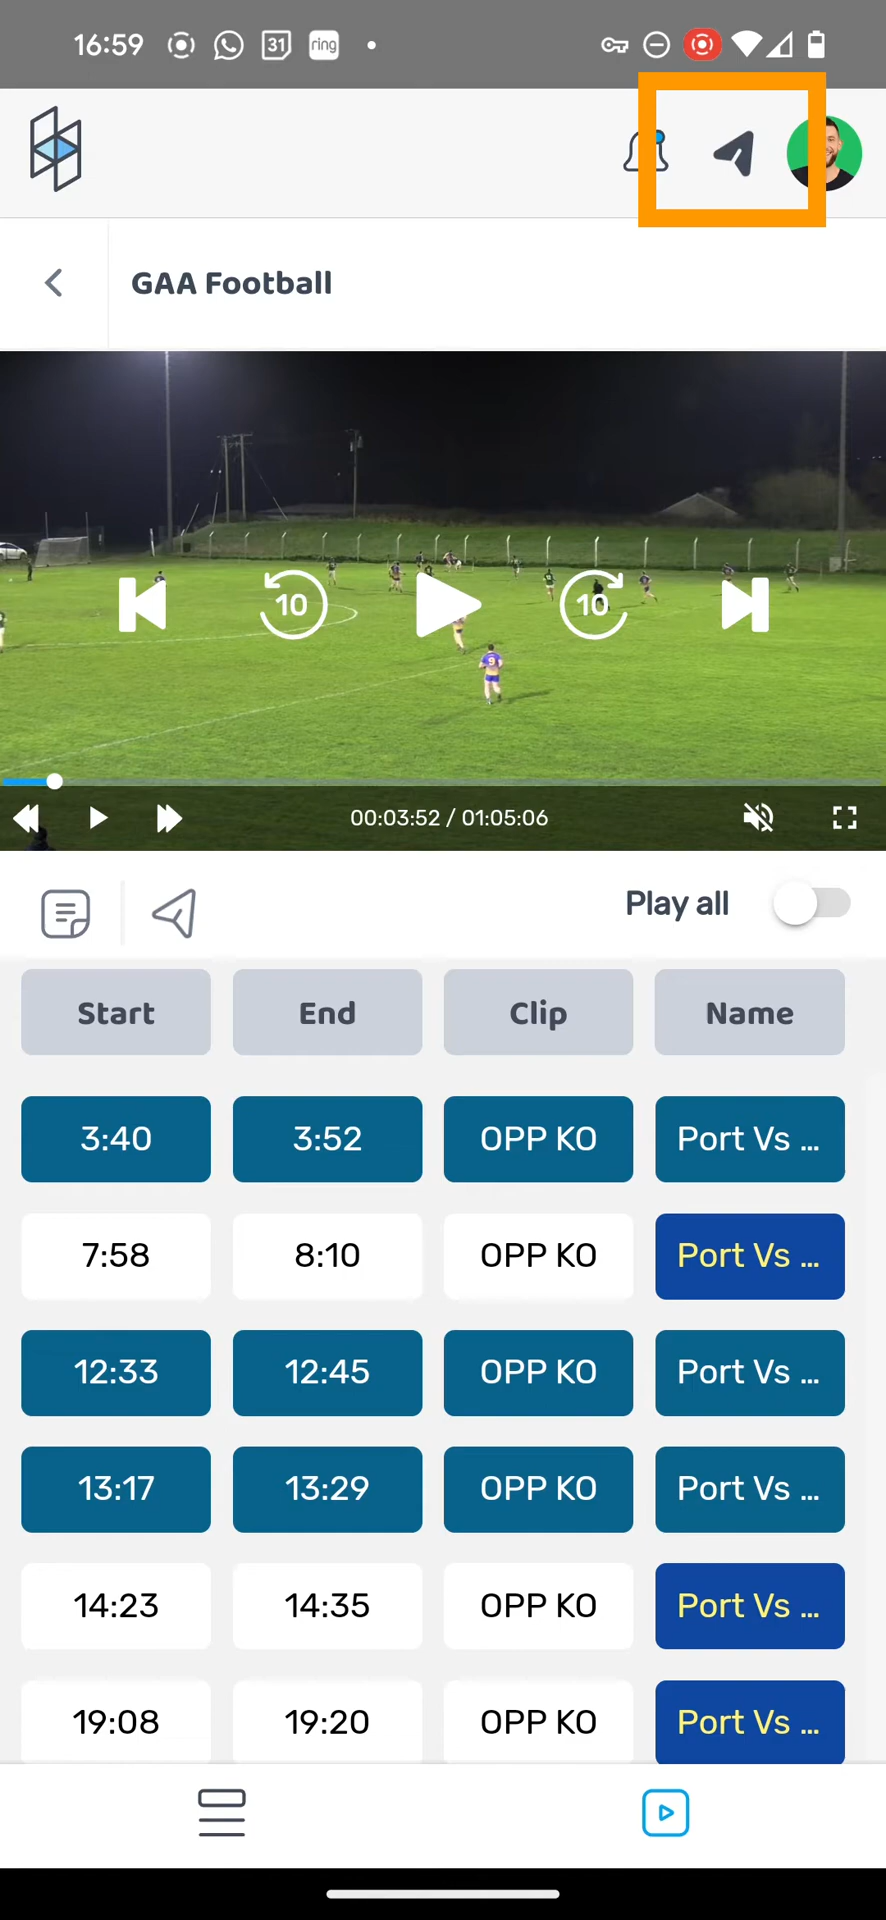 16:59 31 ring
GAA Football
10 10
9
00:03:52 / 01:05:06
Play all
Start End Clip Name
3:40 3:52 OPP KO Port Vs ...
7:58 8:10 OPP KO Port Vs ...
12:33 12:45 OPP KO Port Vs ...
13:17 13:29 OPP KO Port Vs ...
14:23 14:35 OPP KO Port Vs ...
19:08 19:20 OPP KO Port Vs ...